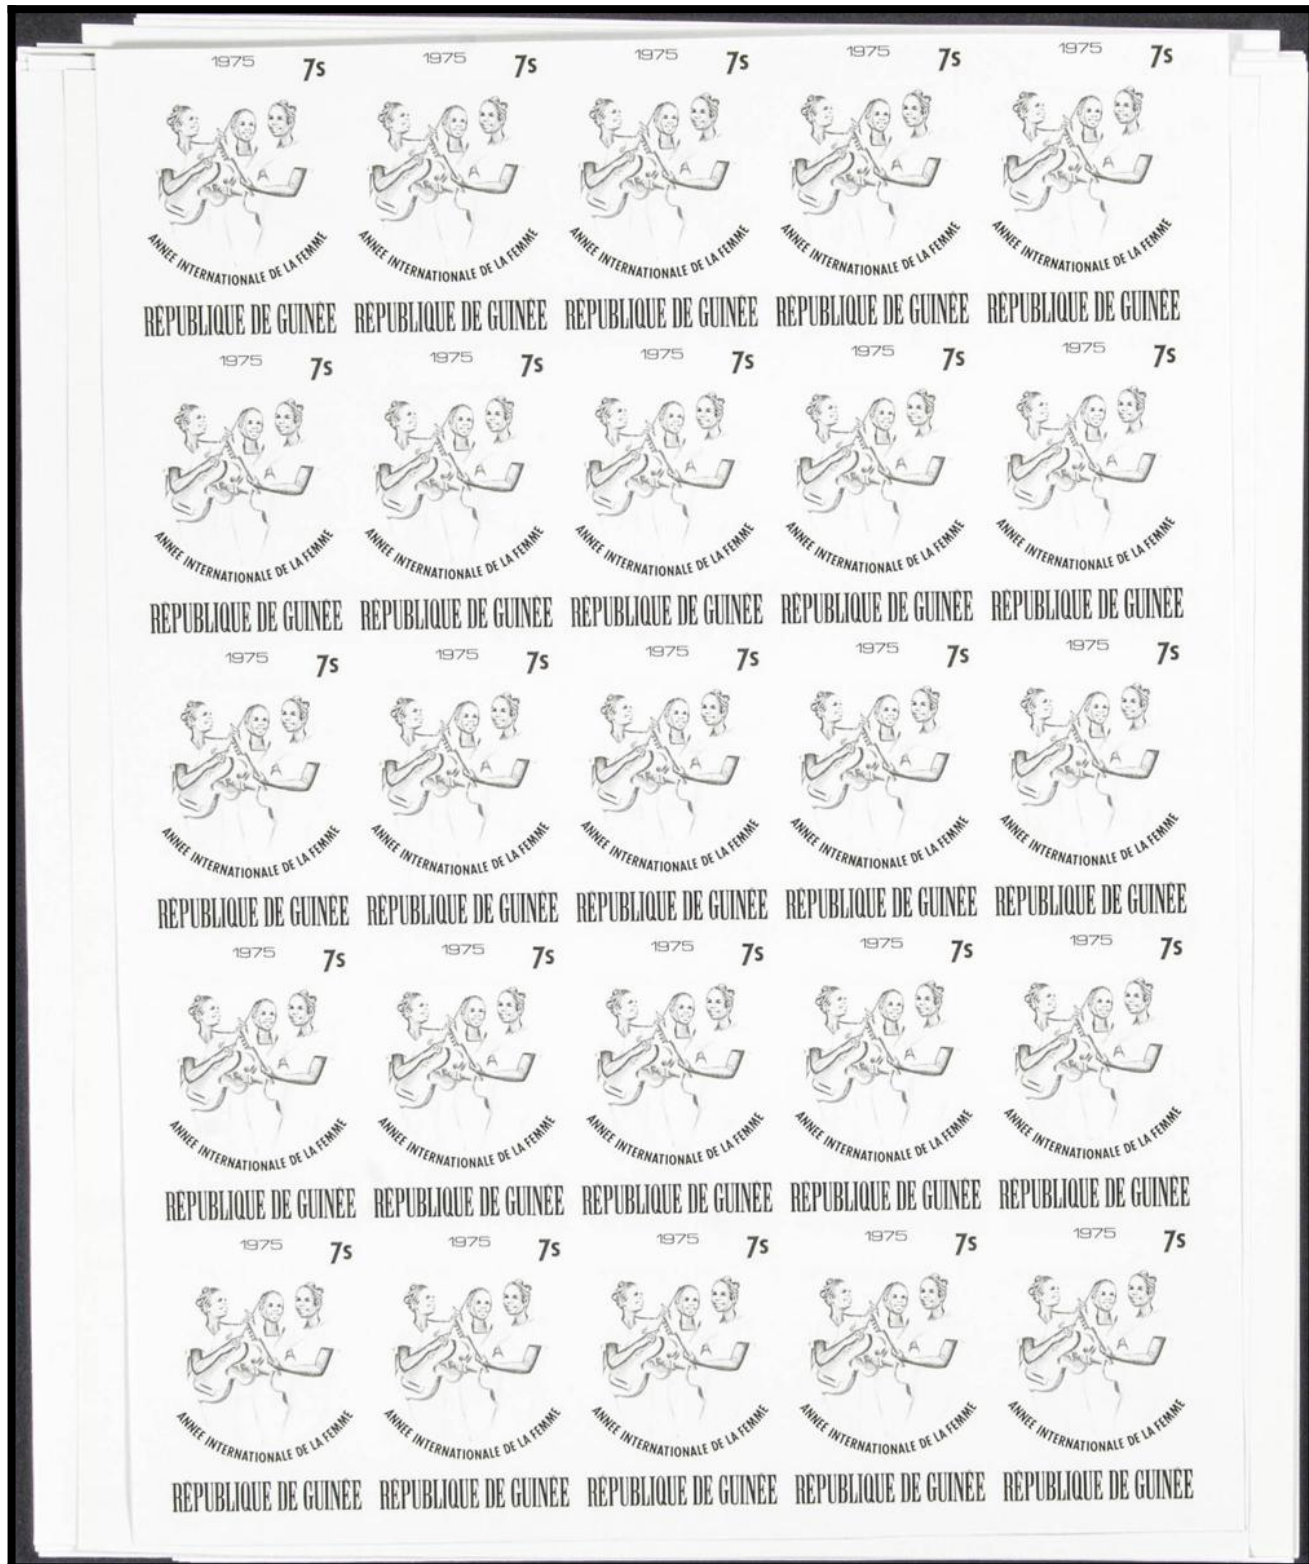 1975 7s 1975 7s 1975 7s 1975 7s 1975 7s
ANNEE INTERNATIONALE DE LA FEMME ANNEE INTERNATIONALE DE LA FEMME ANNEE INTERNATIONALE DE LA FEMME ANNEE INTERNATIONALE DE LA FEMME ANNEE INTERNATIONALE DE LA FEMME
RÉPUBLIQUE DE GUINÉE RÉPUBLIQUE DE GUINÉE RÉPUBLIQUE DE GUINÉE RÉPUBLIQUE DE GUINÉE RÉPUBLIQUE DE GUINÉE
1975 7s 1975 7s 1975 7s 1975 7s 1975 7s
ANNEE INTERNATIONALE DE LA FEMME ANNEE INTERNATIONALE DE LA FEMME ANNEE INTERNATIONALE DE LA FEMME ANNEE INTERNATIONALE DE LA FEMME ANNEE INTERNATIONALE DE LA FEMME
RÉPUBLIQUE DE GUINÉE RÉPUBLIQUE DE GUINÉE RÉPUBLIQUE DE GUINÉE RÉPUBLIQUE DE GUINÉE RÉPUBLIQUE DE GUINÉE
1975 7s 1975 7s 1975 7s 1975 7s 1975 7s
ANNEE INTERNATIONALE DE LA FEMME ANNEE INTERNATIONALE DE LA FEMME ANNEE INTERNATIONALE DE LA FEMME ANNEE INTERNATIONALE DE LA FEMME ANNEE INTERNATIONALE DE LA FEMME
RÉPUBLIQUE DE GUINÉE RÉPUBLIQUE DE GUINÉE RÉPUBLIQUE DE GUINÉE RÉPUBLIQUE DE GUINÉE RÉPUBLIQUE DE GUINÉE
1975 7s 1975 7s 1975 7s 1975 7s 1975 7s
ANNEE INTERNATIONALE DE LA FEMME ANNEE INTERNATIONALE DE LA FEMME ANNEE INTERNATIONALE DE LA FEMME ANNEE INTERNATIONALE DE LA FEMME ANNEE INTERNATIONALE DE LA FEMME
RÉPUBLIQUE DE GUINÉE RÉPUBLIQUE DE GUINÉE RÉPUBLIQUE DE GUINÉE RÉPUBLIQUE DE GUINÉE RÉPUBLIQUE DE GUINÉE
1975 7s 1975 7s 1975 7s 1975 7s 1975 7s
ANNEE INTERNATIONALE DE LA FEMME ANNEE INTERNATIONALE DE LA FEMME ANNEE INTERNATIONALE DE LA FEMME ANNEE INTERNATIONALE DE LA FEMME ANNEE INTERNATIONALE DE LA FEMME
RÉPUBLIQUE DE GUINÉE RÉPUBLIQUE DE GUINÉE RÉPUBLIQUE DE GUINÉE RÉPUBLIQUE DE GUINÉE RÉPUBLIQUE DE GUINÉE